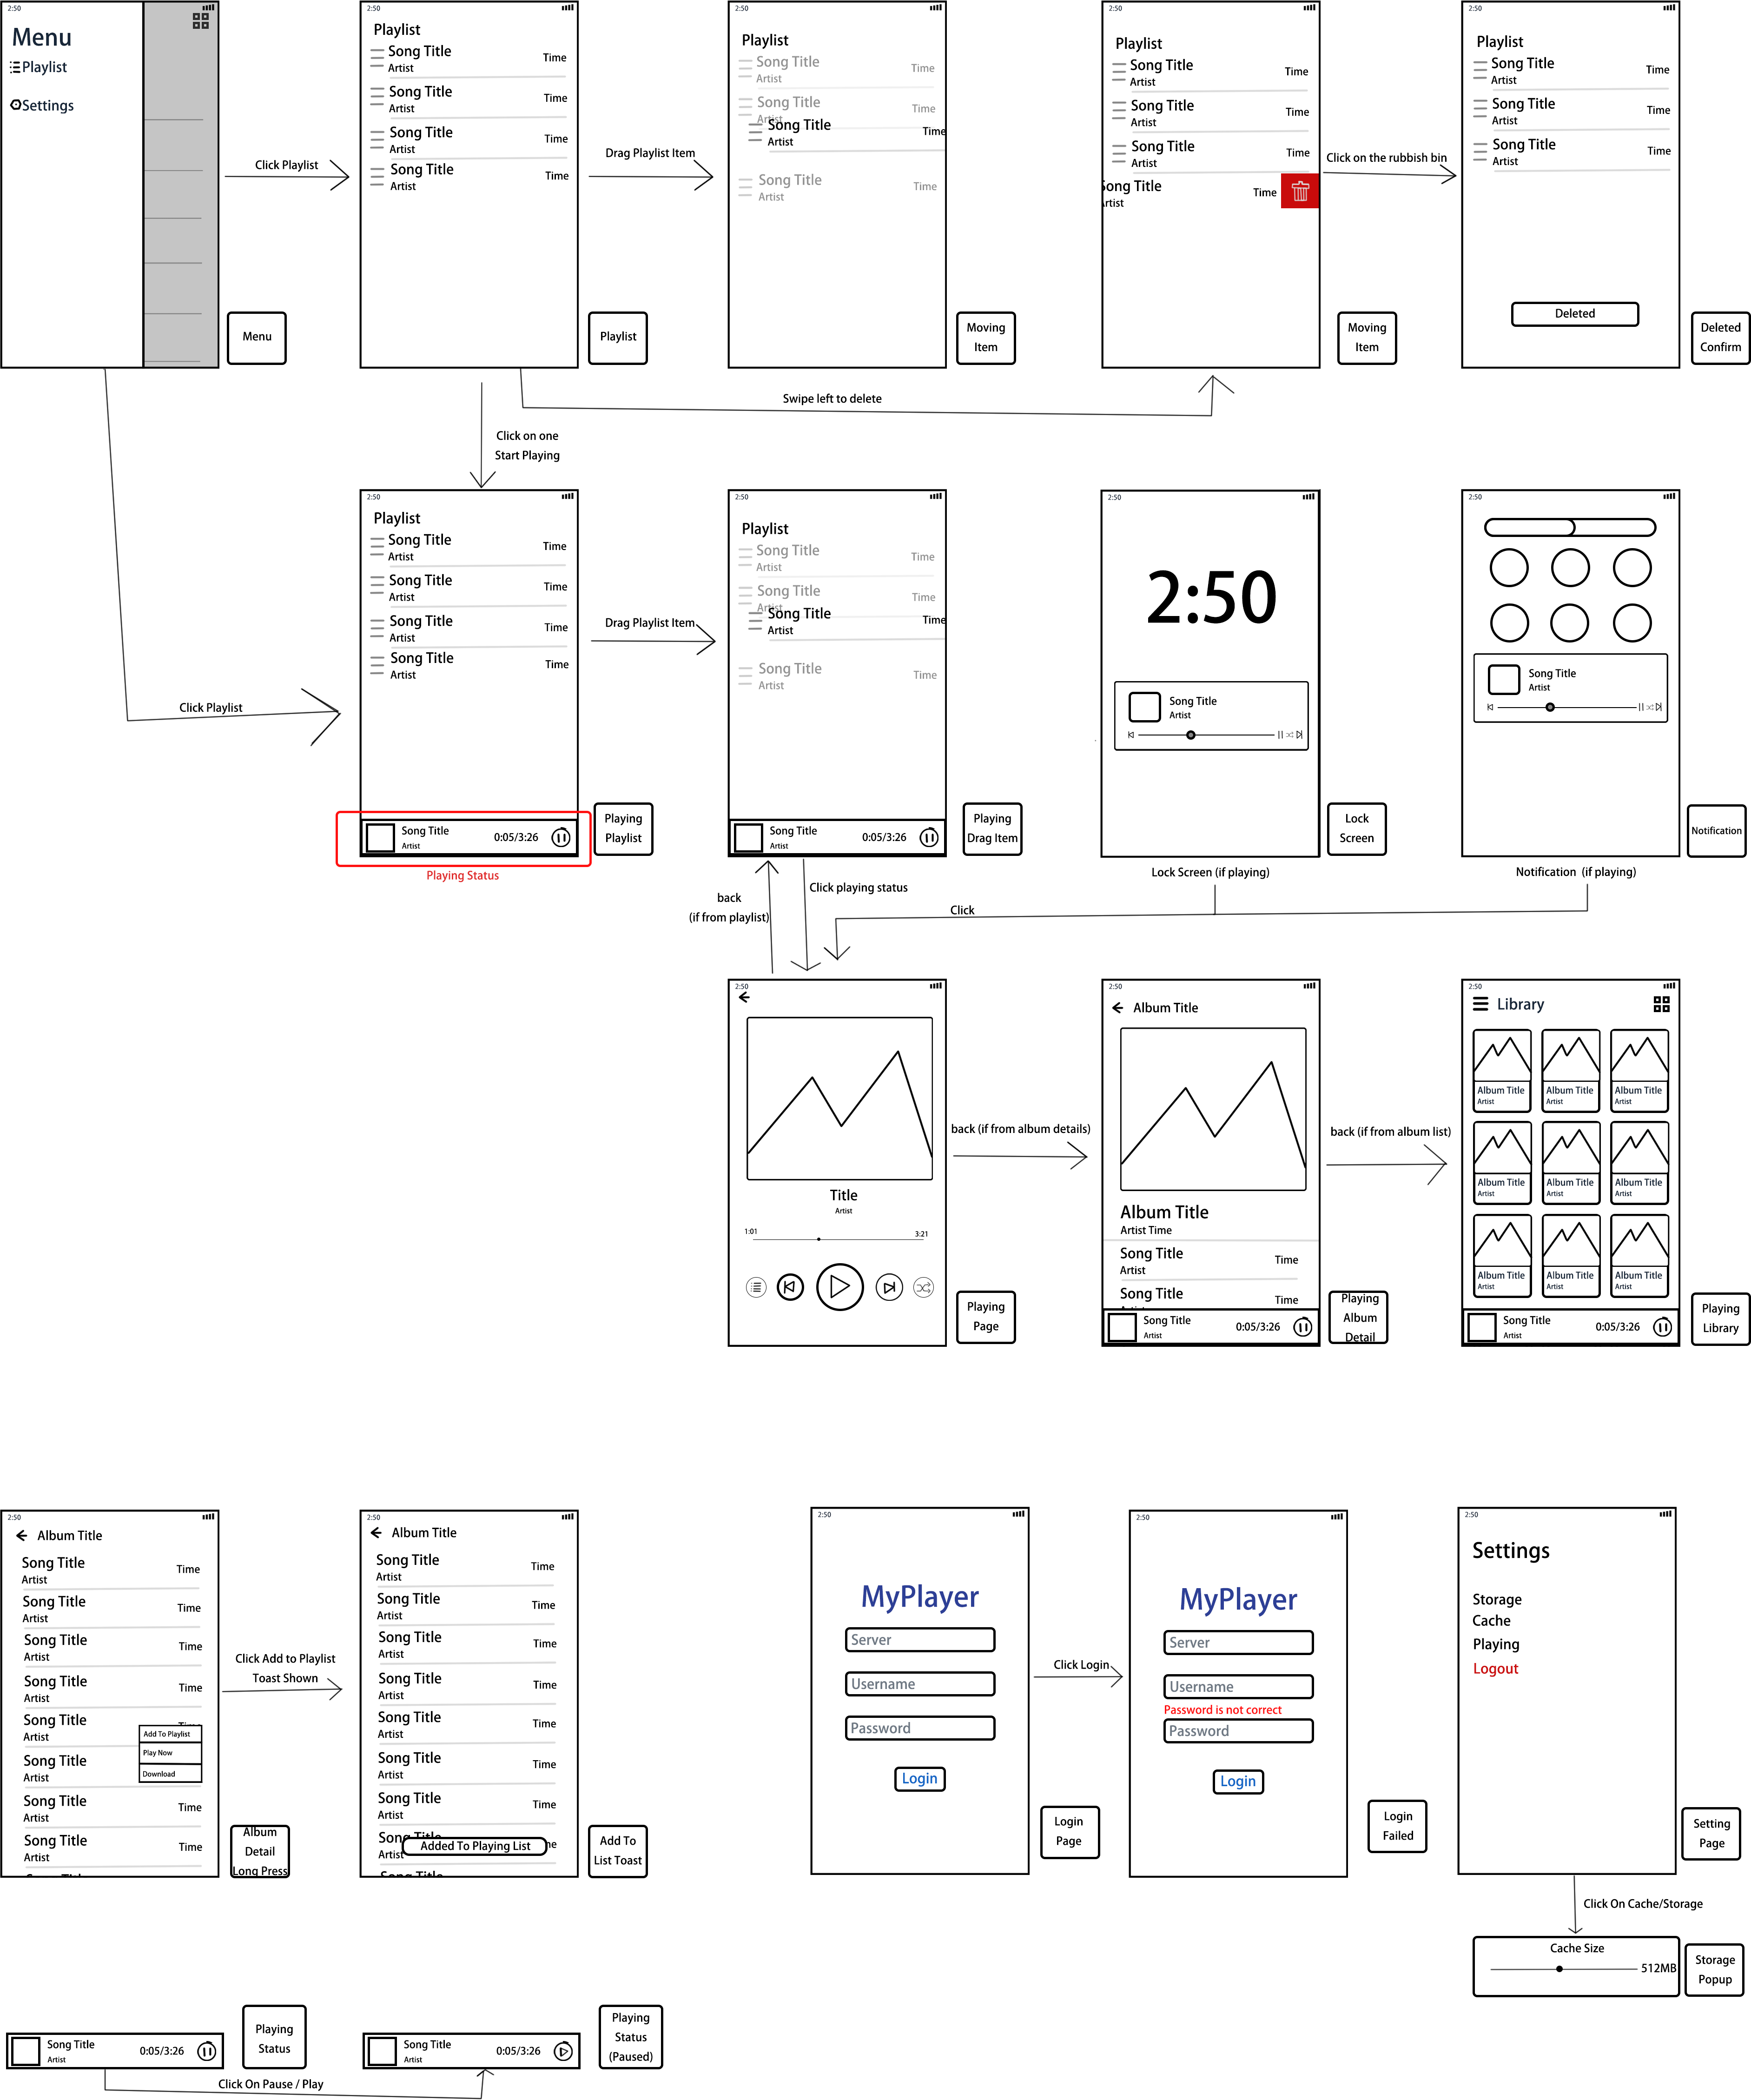 2:50
Menu
Playlist
Settings
Menu
Click Playlist
2:50
Playlist
Song Title
Artist
Time
Song Title
Artist
Time
Song Title
Artist
Time
Song Title
Artist
Time
Playlist
Drag Playlist Item
2:50
Playlist
Song Title
Artist
Time
Song Title
Artist
Time
Song Title
Artist
Time
Song Title
Artist
Time
Moving
Item
2:50
Playlist
Song Title
Artist
Time
Song Title
Artist
Time
Song Title
Artist
Time
Song Title
Artist
Time
Moving
Item
Click on the rubbish bin
2:50
Playlist
Song Title
Artist
Time
Song Title
Artist
Time
Song Title
Artist
Time
Deleted
Deleted
Confirm
Swipe left to delete
Click on one
Start Playing
Click Playlist
2:50
Playlist
Song Title
Artist
Time
Song Title
Artist
Time
Song Title
Artist
Time
Song Title
Artist
Time
Song Title
Artist
0:05/3:26
Playing Status
Playing
Playlist
Drag Playlist Item
2:50
Playlist
Song Title
Artist
Time
Song Title
Artist
Time
Song Title
Artist
Time
Song Title
Artist
Time
Song Title
Artist
0:05/3:26
Playing
Drag Item
2:50
2:50
Song Title
Artist
Lock
Screen
Lock Screen (if playing)
2:50
Song Title
Artist
Notification
Notification (if playing)
back
(if from playlist)
Click playing status
Click
2:50
Title
Artist
1:01
3:21
Playing
Page
back (if from album details)
2:50
Album Title
Album Title
Artist Time
Song Title
Artist
Time
Song Title
Time
Song Title
Artist
0:05/3:26
Playing
Album
Detail
back (if from album list)
2:50
Library
Album Title
Artist
Album Title
Artist
Album Title
Artist
Album Title
Artist
Album Title
Artist
Album Title
Artist
Album Title
Artist
Album Title
Artist
Album Title
Artist
Song Title
Artist
0:05/3:26
Playing
Library
2:50
Album Title
Song Title
Artist
Time
Song Title
Artist
Time
Song Title
Artist
Time
Song Title
Artist
Time
Song Title
Artist
Time
Add To Playlist
Play Now
Download
Song Title
Artist
Song Title
Artist
Time
Song Title
Artist
Time
Album
Detail
Long Press
Click Add to Playlist
Toast Shown
2:50
Album Title
Song Title
Artist
Time
Song Title
Artist
Time
Song Title
Artist
Time
Song Title
Artist
Time
Song Title
Artist
Time
Song Title
Artist
Time
Song Title
Artist
Time
Song Title
Artist
Added To Playing List
Song Title
Add To
List Toast
2:50
MyPlayer
Server
Username
Password
Login
Login
Page
Click Login
2:50
MyPlayer
Server
Username
Password is not correct
Password
Login
Login
Failed
2:50
Settings
Storage
Cache
Playing
Logout
Setting
Page
Click On Cache/Storage
Cache Size
512MB
Storage
Popup
Song Title
Artist
0:05/3:26
Playing
Status
Click On Pause / Play
Song Title
Artist
0:05/3:26
Playing
Status
(Paused)